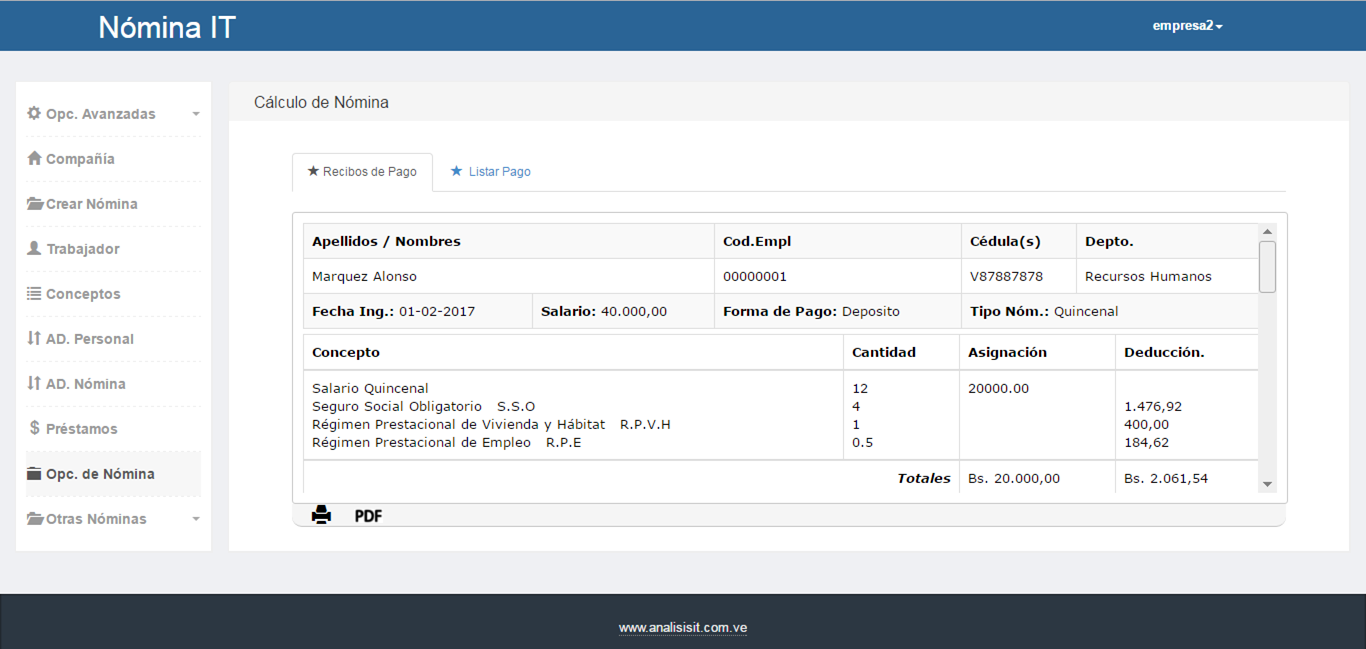 Nómina IT
empresa2
Opc. Avanzadas
Compañía
Crear Nómina
Trabajador
Conceptos
AD. Personal
AD. Nómina
Préstamos
Opc. de Nómina
Otras Nóminas
Cálculo de Nómina
Recibos de Pago Listar Pago
Apellidos / Nombres Cod.Empl Cédula(s) Depto.
Marquez Alonso 00000001 V87887878 Recursos Humanos
Fecha Ing.: 01-02-2017 Salario: 40.000,00 Forma de Pago: Deposito Tipo Nóm.: Quincenal
Concepto Cantidad Asignación Deducción.
Salario Quincenal 12 20000.00
Seguro Social Obligatorio S.S.O 4 1.476,92
Régimen Prestacional de Vivienda y Hábitat R.P.V.H 1 400,00
Régimen Prestacional de Empleo R.P.E 0.5 184,62
Totales Bs. 20.000,00 Bs. 2.061,54
PDF
www.analisisit.com.ve